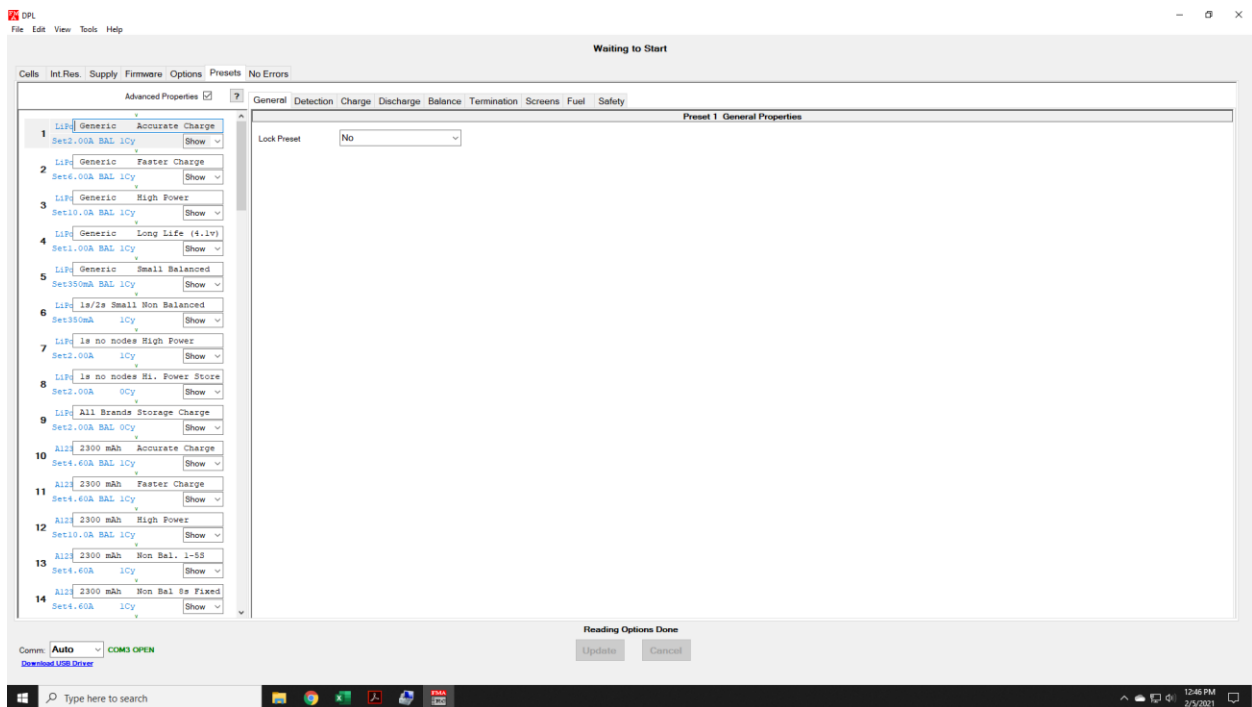 DPL
File Edit View Tools Help
Waiting to Start
Cells Int.Res. Supply Firmware Options Presets No Errors
Advanced Properties ?
General Detection Charge Discharge Balance Termination Screens Fuel Safety
Preset 1 General Properties
Lock Preset No
1 LiPo Generic Accurate Charge
Set2.00A BAL 1Cy Show
2 LiPo Generic Faster Charge
Set6.00A BAL 1Cy Show
3 LiPo Generic High Power
Set10.0A BAL 1Cy Show
4 LiPo Generic Long Life (4.1v)
Set1.00A BAL 1Cy Show
5 LiPo Generic Small Balanced
Set350mA BAL 1Cy Show
6 LiPo 1s/2s Small Non Balanced
Set350mA 1Cy Show
7 LiPo 1s no nodes High Power
Set2.00A 1Cy Show
8 LiPo 1s no nodes Hi. Power Store
Set2.00A 0Cy Show
9 LiPo All Brands Storage Charge
Set2.00A BAL 0Cy Show
10 A123 2300 mAh Accurate Charge
Set4.60A BAL 1Cy Show
11 A123 2300 mAh Faster Charge
Set4.60A BAL 1Cy Show
12 A123 2300 mAh High Power
Set10.0A BAL 1Cy Show
13 A123 2300 mAh Non Bal. 1-5S
Set4.60A 1Cy Show
14 A123 2300 mAh Non Bal 8s Fixed
Set4.60A 1Cy Show
Reading Options Done
Comm: Auto COM3 OPEN
Update Cancel
Download USB Driver
Type here to search
12:46 PM
2/5/2021